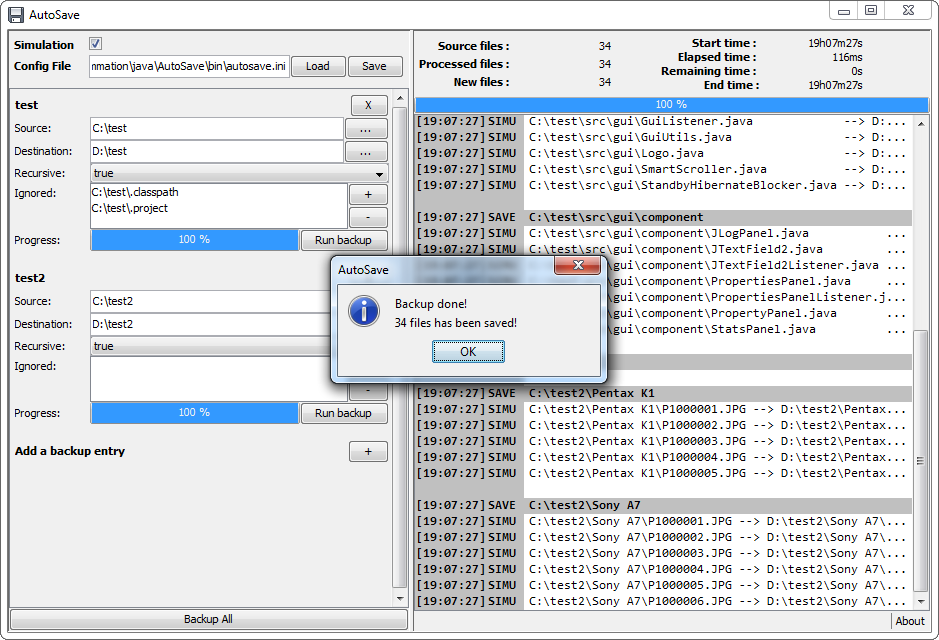 AutoSave
Simulation
Config File nmation\java\AutoSave\bin\autosave.ini Load Save
test X
Source: C:\test ...
Destination: D:\test ...
Recursive: true
Ignored: C:\test\.classpath +
C:\test\.project -
Progress: 100 % Run backup
test2
Source: C:\test2
Destination: D:\test2
Recursive: true
Ignored:
-
Progress: 100 % Run backup
Add a backup entry +
Backup All
Source files : 34 Start time : 19h07m27s
Elapsed time : 116ms
Processed files : 34
Remaining time : 0s
New files : 34
End time : 19h07m27s
100 %
[19:07:27] SIMU C:\test\src\gui\GuiListener.java --> D:...
[19:07:27] SIMU C:\test\src\gui\GuiUtils.java --> D:...
[19:07:27] SIMU C:\test\src\gui\Logo.java --> D:...
[19:07:27] SIMU C:\test\src\gui\SmartScroller.java --> D:...
[19:07:27] SIMU C:\test\src\gui\StandbyHibernateBlocker.java --> D:...
[19:07:27] SAVE C:\test\src\gui\component
[19:07:27] SIMU C:\test\src\gui\component\JLogPanel.java ...
[19:07:27] SIMU C:\test\src\gui\component\JTextField2.java ...
\gui\component\JTextField2Listener.java ...
\gui\component\PropertiesPanel.java ...
\gui\component\PropertiesPanelListener.j...
\gui\component\PropertyPanel.java ...
\gui\component\StatsPanel.java ...
[19:07:27] SAVE C:\test2\Pentax K1
[19:07:27] SIMU C:\test2\Pentax K1\P1000001.JPG --> D:\test2\Pentax...
[19:07:27] SIMU C:\test2\Pentax K1\P1000002.JPG --> D:\test2\Pentax...
[19:07:27] SIMU C:\test2\Pentax K1\P1000003.JPG --> D:\test2\Pentax...
[19:07:27] SIMU C:\test2\Pentax K1\P1000004.JPG --> D:\test2\Pentax...
[19:07:27] SIMU C:\test2\Pentax K1\P1000005.JPG --> D:\test2\Pentax...
[19:07:27] SAVE C:\test2\Sony A7
[19:07:27] SIMU C:\test2\Sony A7\P1000001.JPG --> D:\test2\Sony A7\...
[19:07:27] SIMU C:\test2\Sony A7\P1000002.JPG --> D:\test2\Sony A7\...
[19:07:27] SIMU C:\test2\Sony A7\P1000003.JPG --> D:\test2\Sony A7\...
[19:07:27] SIMU C:\test2\Sony A7\P1000004.JPG --> D:\test2\Sony A7\...
[19:07:27] SIMU C:\test2\Sony A7\P1000005.JPG --> D:\test2\Sony A7\...
[19:07:27] SIMU C:\test2\Sony A7\P1000006.JPG --> D:\test2\Sony A7\...
About
AutoSave
Backup done!
34 files has been saved!
OK